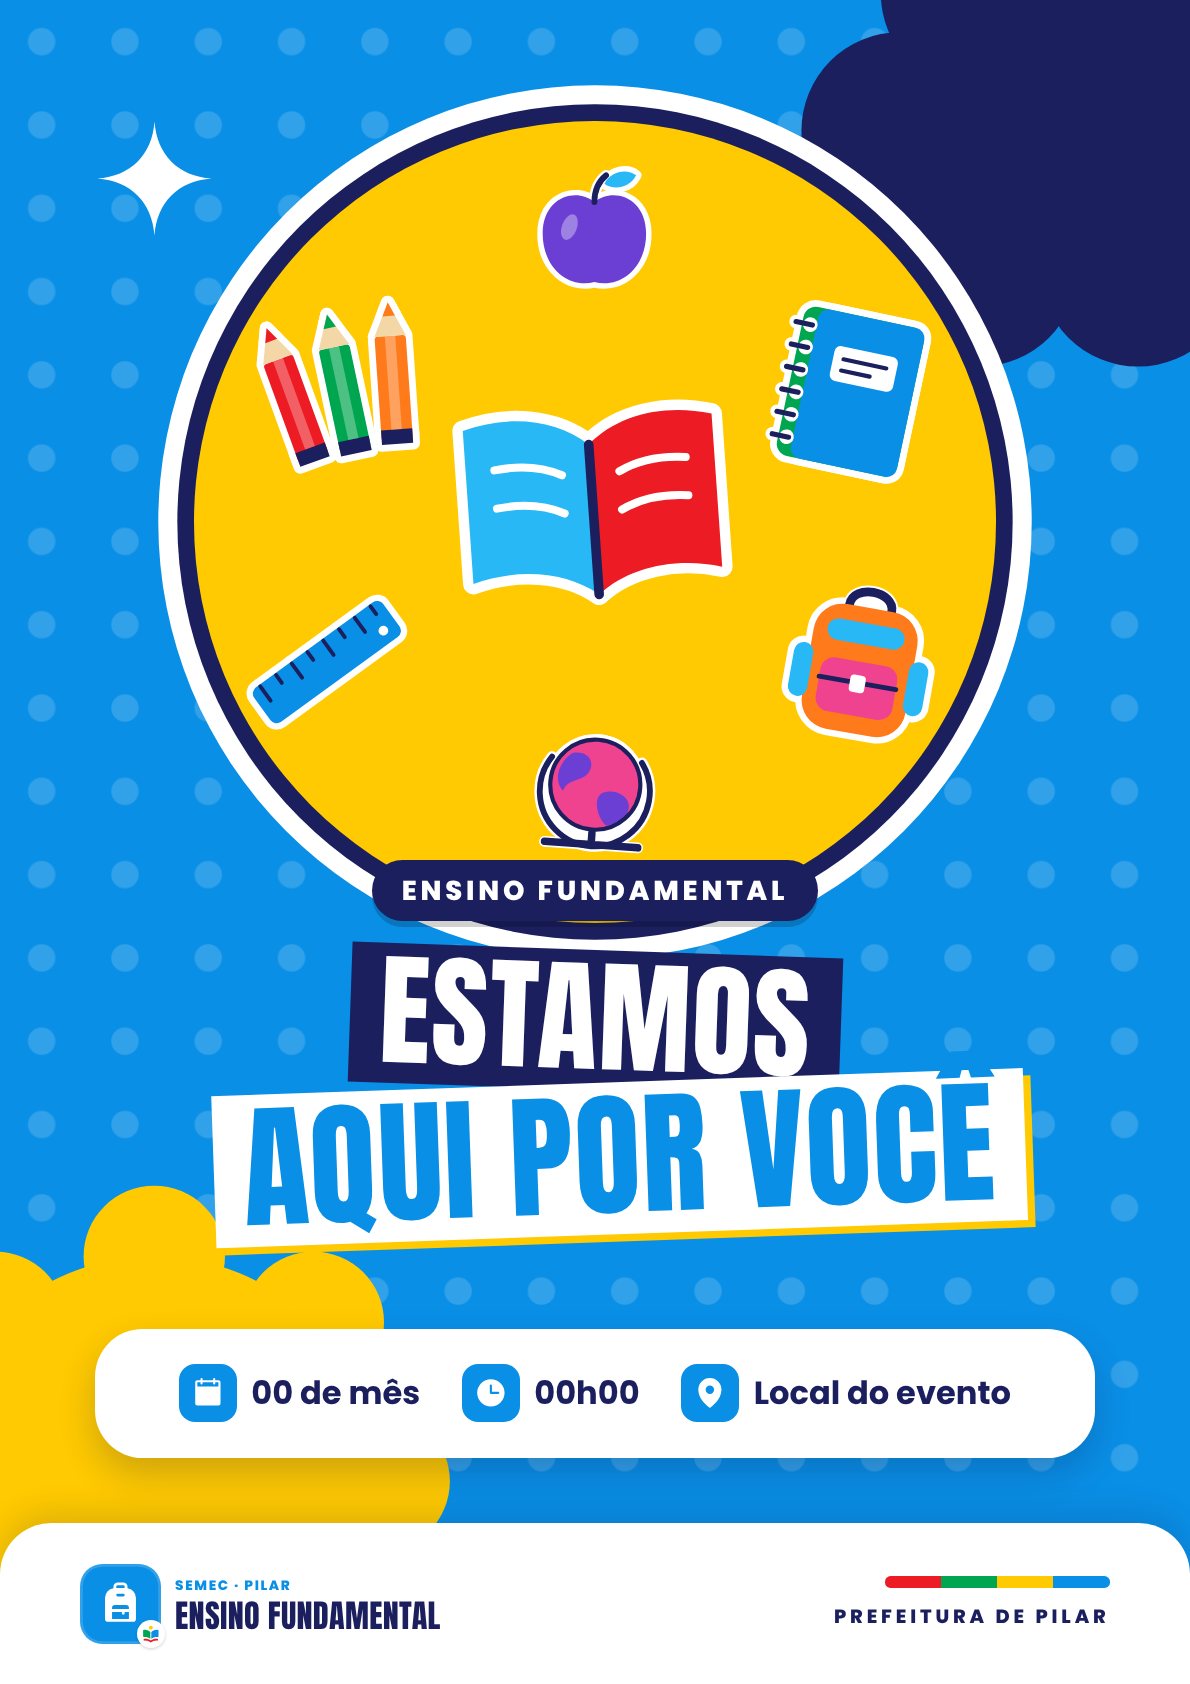 ENSINO FUNDAMENTAL
ESTAMOS
AQUI POR VOCÊ
00 de mês
00h00
Local do evento
SEMEC · PILAR
ENSINO FUNDAMENTAL
PREFEITURA DE PILAR